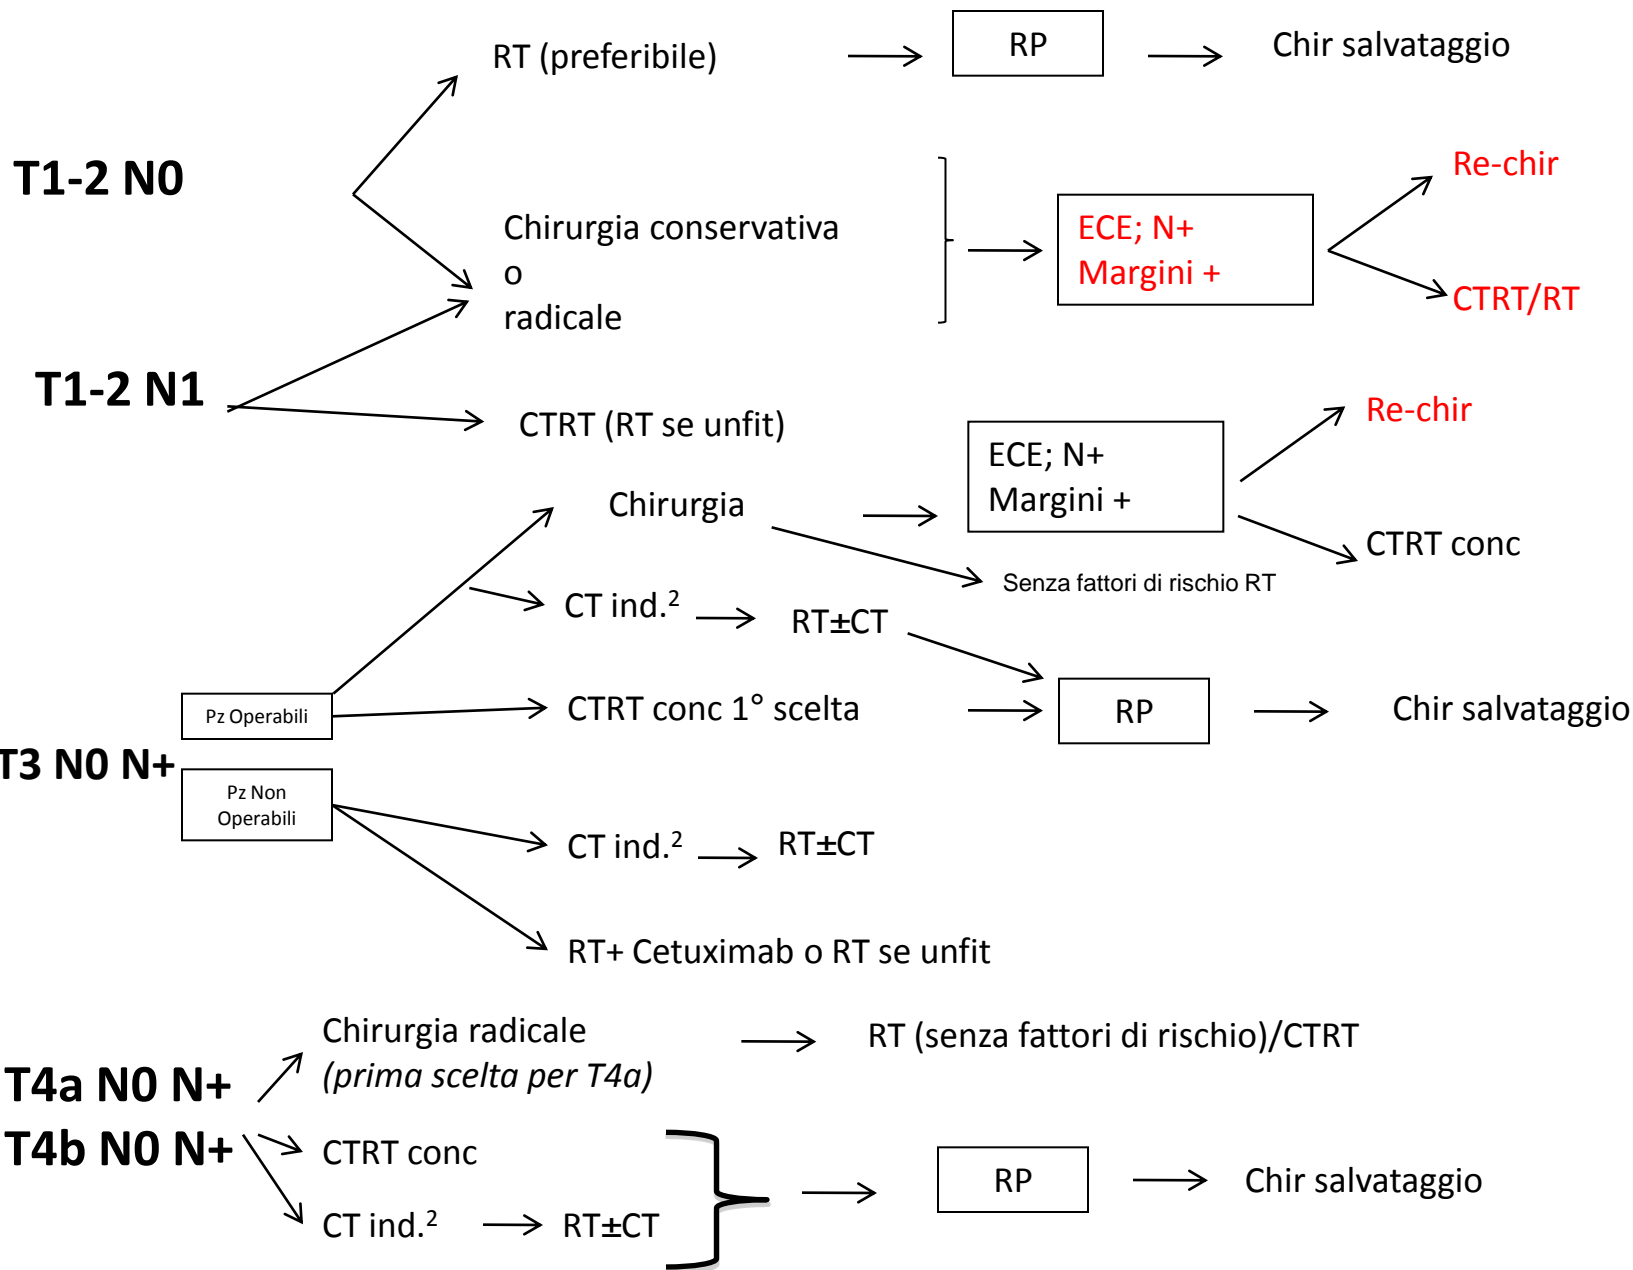 RT (preferibile)
RP
Chir salvataggio
T1-2 N0
Chirurgia conservativa
o
radicale
ECE; N+
Margini +
Re-chir
CTRT/RT
T1-2 N1
CTRT (RT se unfit)
Chirurgia
ECE; N+
Margini +
Re-chir
CTRT conc
Senza fattori di rischio RT
CT ind.²
RT±CT
Pz Operabili
CTRT conc 1° scelta
RP
Chir salvataggio
T3 N0 N+
Pz Non
Operabili
CT ind.²
RT±CT
RT+ Cetuximab o RT se unfit
Chirurgia radicale
(prima scelta per T4a)
RT (senza fattori di rischio)/CTRT
T4a N0 N+
T4b N0 N+
CTRT conc
CT ind.²
RT±CT
RP
Chir salvataggio